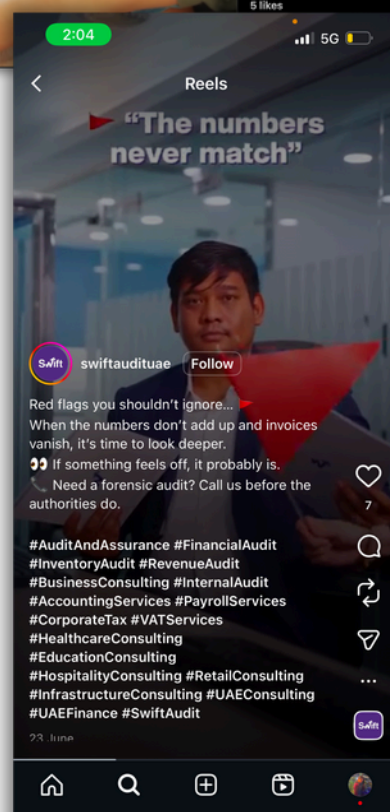 5 likes
2:04
5G
Reels
“The numbers
never match”
Swift
swiftaudituae
Follow
Red flags you shouldn’t ignore... 🚩
When the numbers don’t add up and invoices
vanish, it’s time to look deeper.
👀 If something feels off, it probably is.
📞 Need a forensic audit? Call us before the
authorities do.
#AuditAndAssurance #FinancialAudit
#InventoryAudit #RevenueAudit
#BusinessConsulting #InternalAudit
#AccountingServices #PayrollServices
#CorporateTax #VATServices
#HealthcareConsulting
#EducationConsulting
#HospitalityConsulting #RetailConsulting
#InfrastructureConsulting #UAEConsulting
#UAEFinance #SwiftAudit
23 June
7
Swift